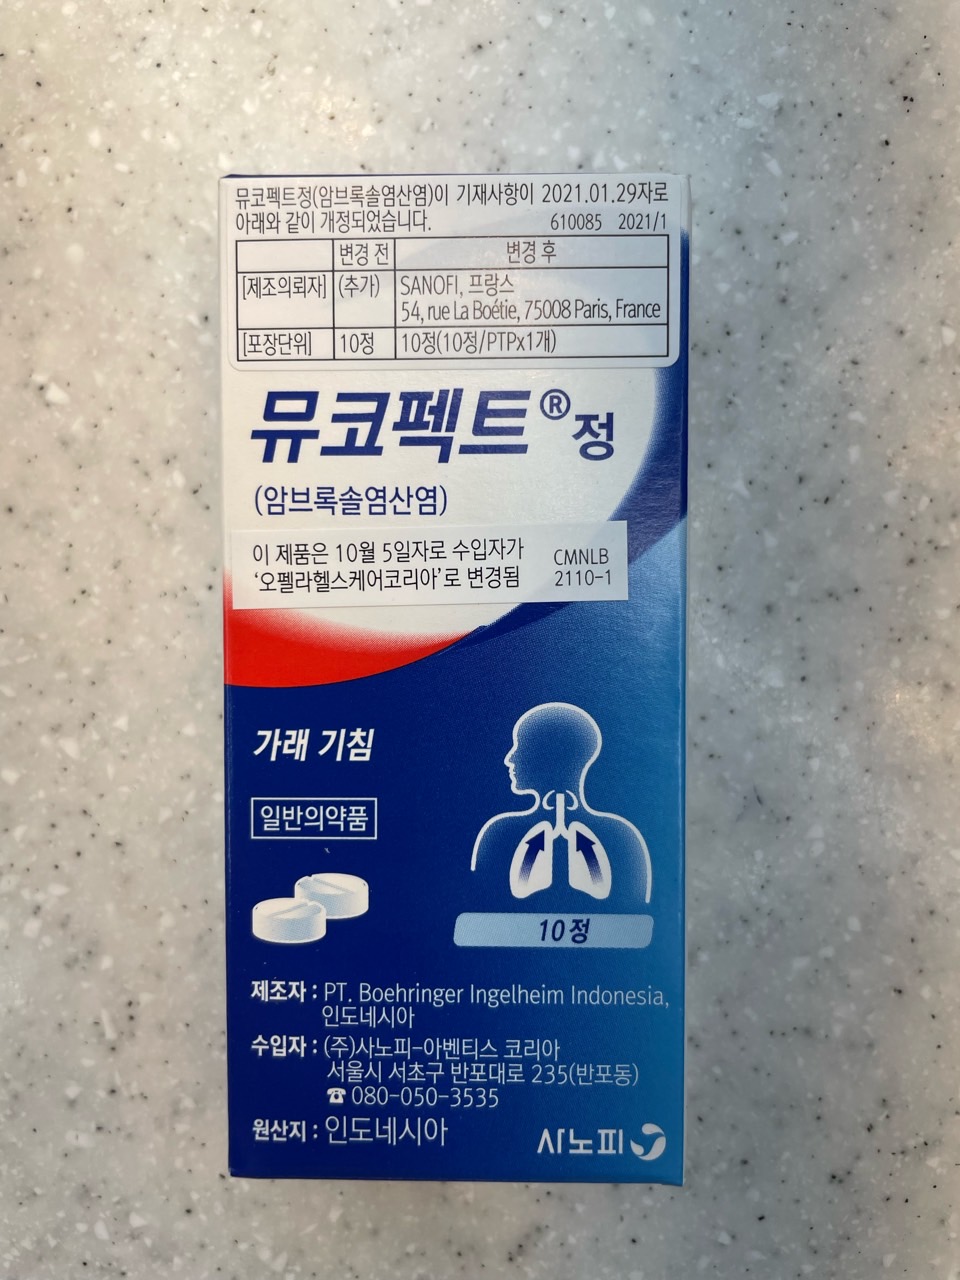 뮤코펙트정(암브록솔염산염)이 기재사항이 2021.01.29자로
아래와 같이 개정되었습니다. 610085 2021/1
변경 전 변경 후
[제조의뢰자] (추가) SANOFI, 프랑스
54, rue La Boétie, 75008 Paris, France
[포장단위] 10정 10정(10정/PTPx1개)
뮤코펙트®정
(암브록솔염산염)
이 제품은 10월 5일자로 수입자가 CMNLB
'오펠라헬스케어코리아'로 변경됨 2110-1
가래 기침
일반의약품
10정
제조자 : PT. Boehringer Ingelheim Indonesia,
인도네시아
수입자 : (주)사노피-아벤티스 코리아
서울시 서초구 반포대로 235(반포동)
☎ 080-050-3535
원산지 : 인도네시아
사노피